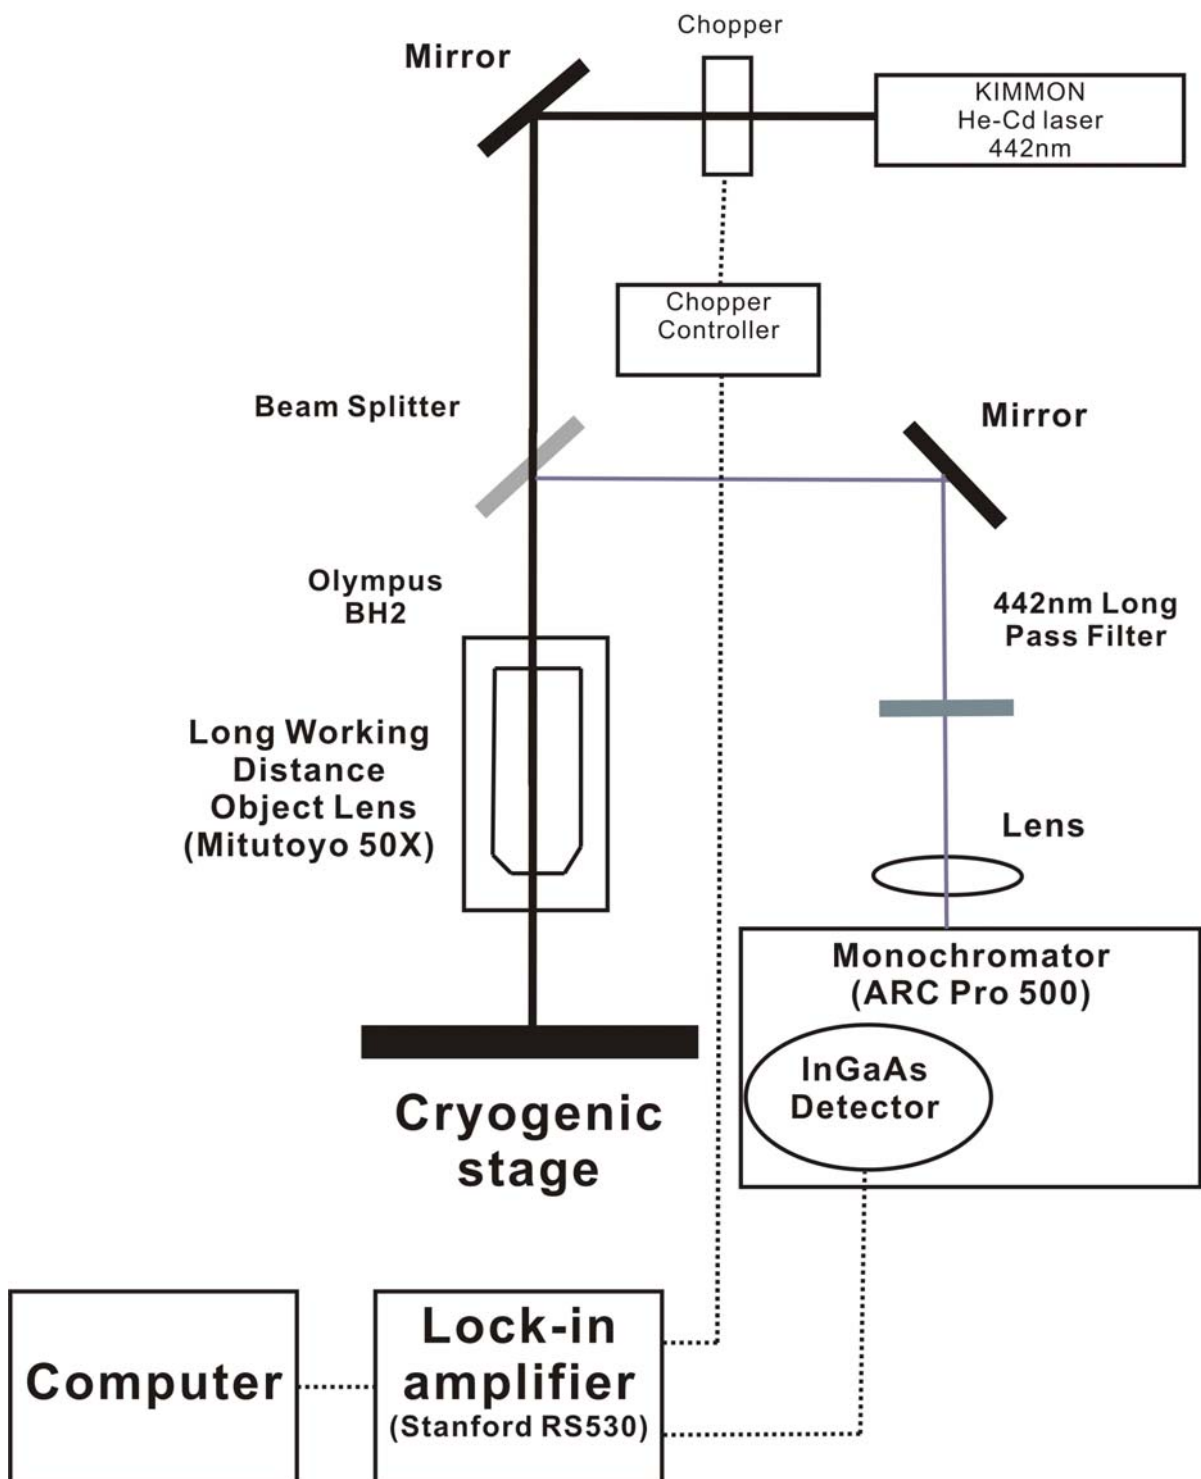 Chopper
Mirror
KIMMON
He-Cd laser
442nm
Chopper
Controller
Beam Splitter
Mirror
Olympus
BH2
442nm Long
Pass Filter
Long Working
Distance
Object Lens
(Mitutoyo 50X)
Lens
Monochromator
(ARC Pro 500)
InGaAs
Detector
Cryogenic
stage
Computer
Lock-in
amplifier
(Stanford RS530)